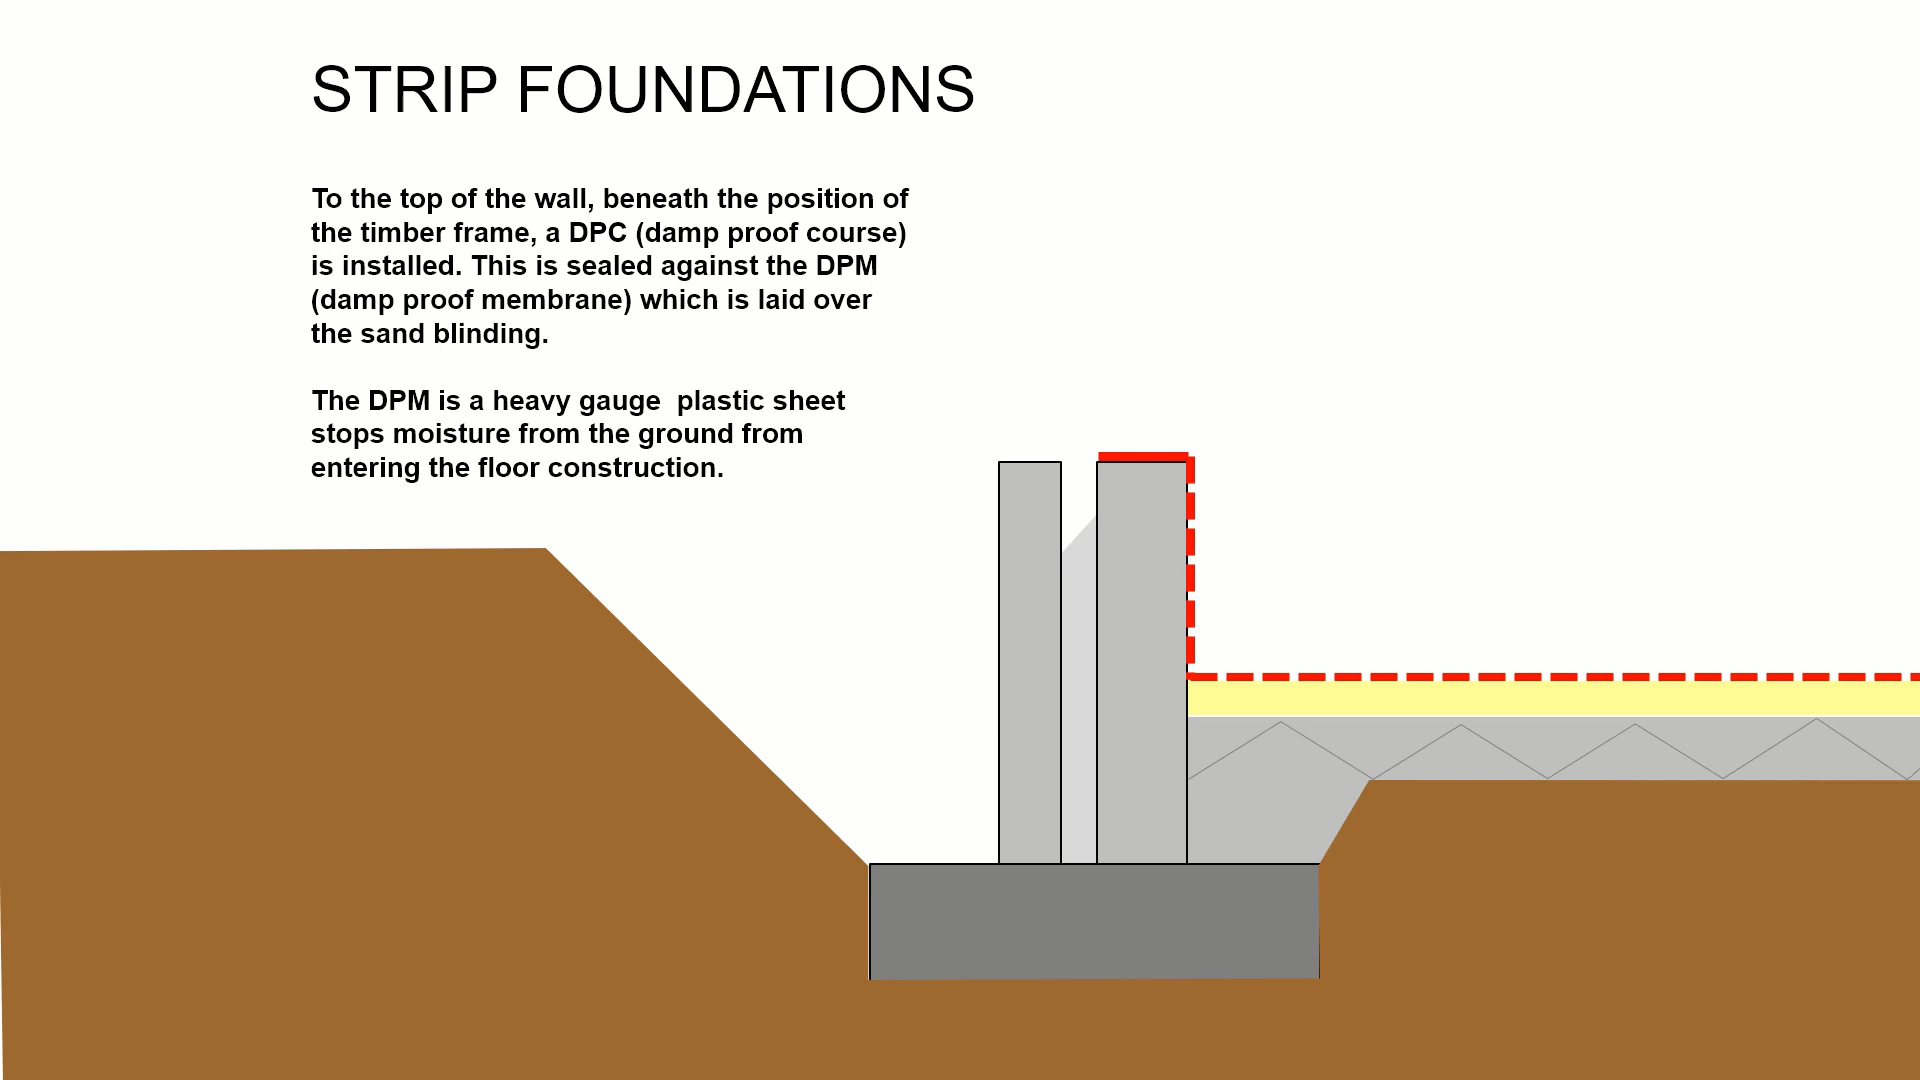 STRIP FOUNDATIONS
To the top of the wall, beneath the position of
the timber frame, a DPC (damp proof course)
is installed. This is sealed against the DPM
(damp proof membrane) which is laid over
the sand blinding.
The DPM is a heavy gauge  plastic sheet
stops moisture from the ground from
entering the floor construction.